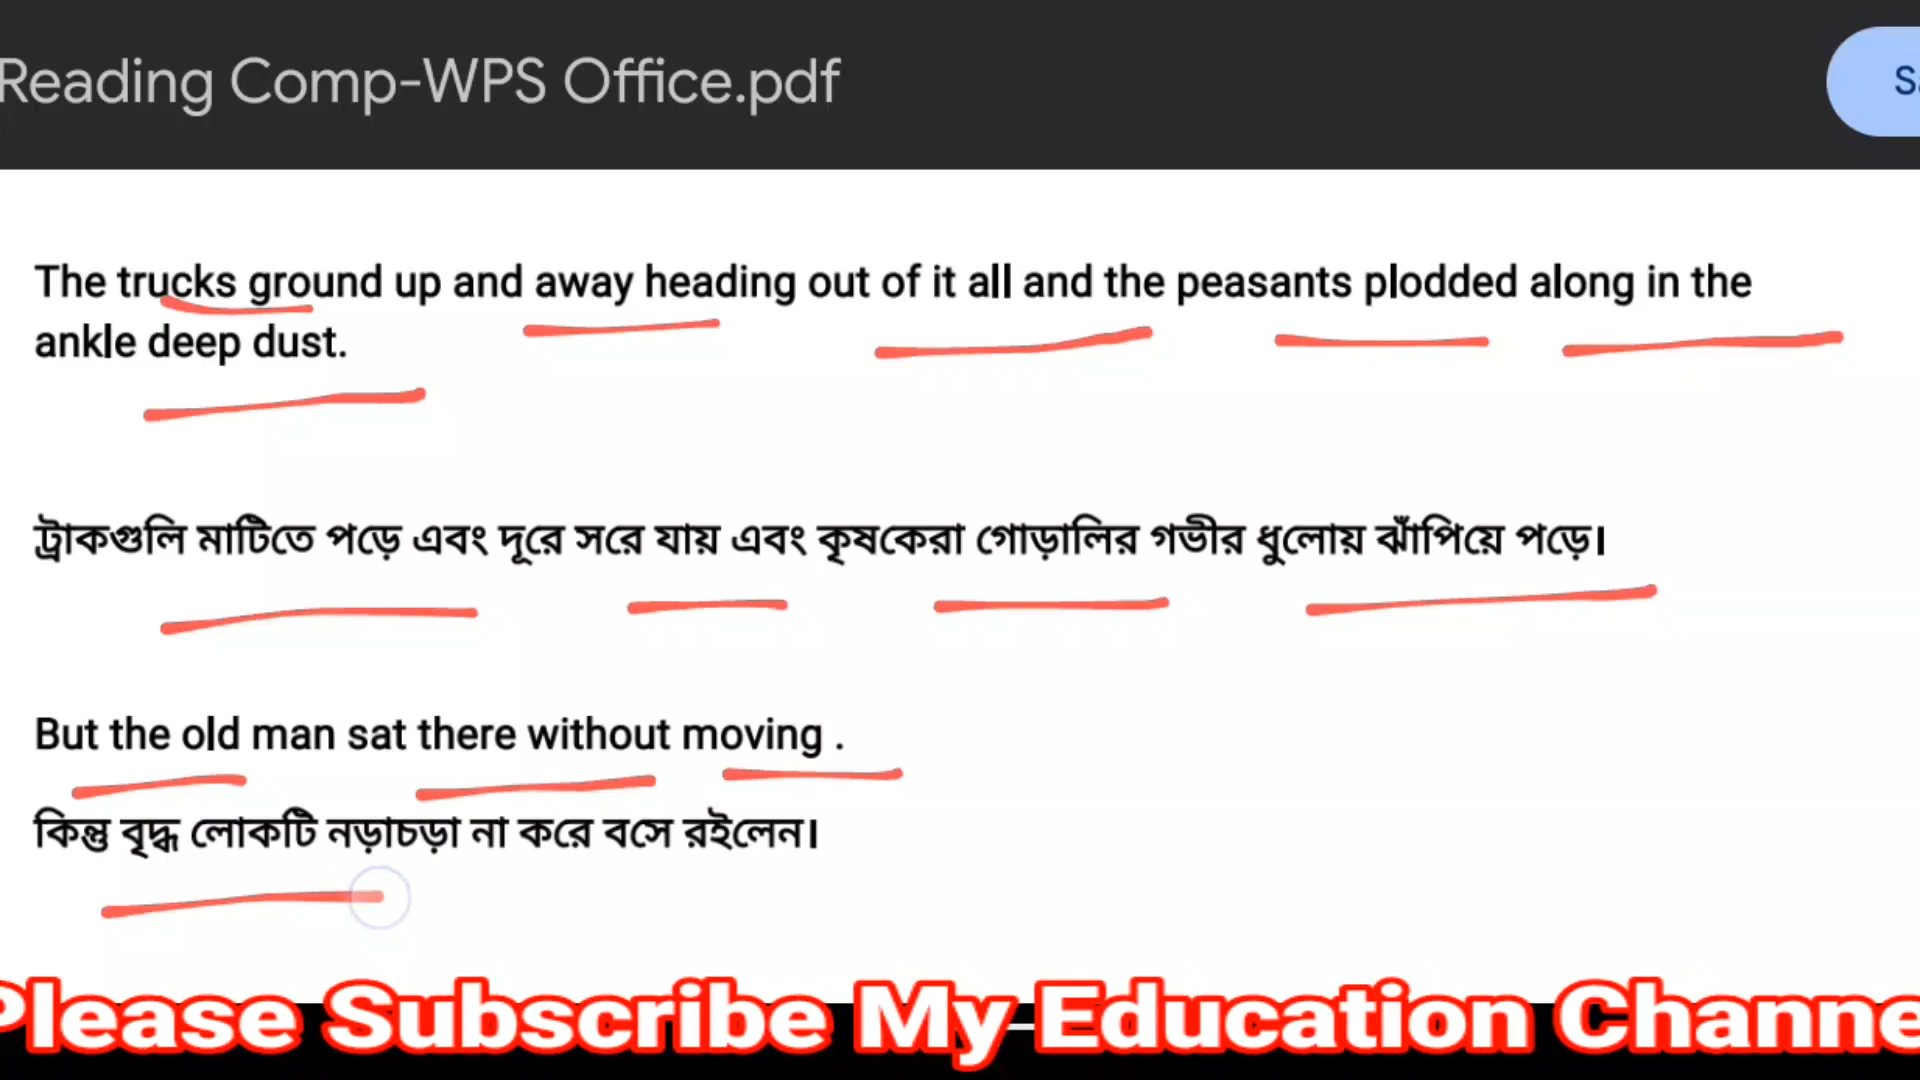 Reading Comp-WPS Office.pdf
The trucks ground up and away heading out of it all and the peasants plodded along in the
ankle deep dust.
ট্রাকগুলি মাটিতে পড়ে এবং দূরে সরে যায় এবং কৃষকেরা গোড়ালির গভীর ধুলোয় ঝাঁপিয়ে পড়ে।
But the old man sat there without moving .
কিন্তু বৃদ্ধ লোকটি নড়াচড়া না করে বসে রইলেন।
Please Subscribe My Education Channe